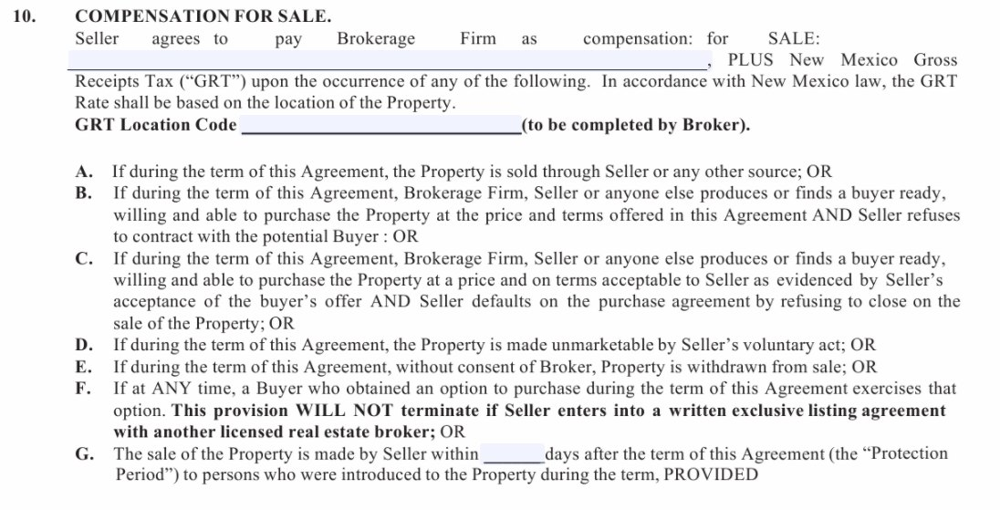 10. COMPENSATION FOR SALE.
Seller agrees to pay Brokerage Firm as compensation: for SALE:
, PLUS New Mexico Gross
Receipts Tax (“GRT”) upon the occurrence of any of the following. In accordance with New Mexico law, the GRT
Rate shall be based on the location of the Property.
GRT Location Code (to be completed by Broker).
A. If during the term of this Agreement, the Property is sold through Seller or any other source; OR
B. If during the term of this Agreement, Brokerage Firm, Seller or anyone else produces or finds a buyer ready,
willing and able to purchase the Property at the price and terms offered in this Agreement AND Seller refuses
to contract with the potential Buyer : OR
C. If during the term of this Agreement, Brokerage Firm, Seller or anyone else produces or finds a buyer ready,
willing and able to purchase the Property at a price and on terms acceptable to Seller as evidenced by Seller’s
acceptance of the buyer’s offer AND Seller defaults on the purchase agreement by refusing to close on the
sale of the Property; OR
D. If during the term of this Agreement, the Property is made unmarketable by Seller’s voluntary act; OR
E. If during the term of this Agreement, without consent of Broker, Property is withdrawn from sale; OR
F. If at ANY time, a Buyer who obtained an option to purchase during the term of this Agreement exercises that
option. This provision WILL NOT terminate if Seller enters into a written exclusive listing agreement
with another licensed real estate broker; OR
G. The sale of the Property is made by Seller within days after the term of this Agreement (the “Protection
Period”) to persons who were introduced to the Property during the term, PROVIDED